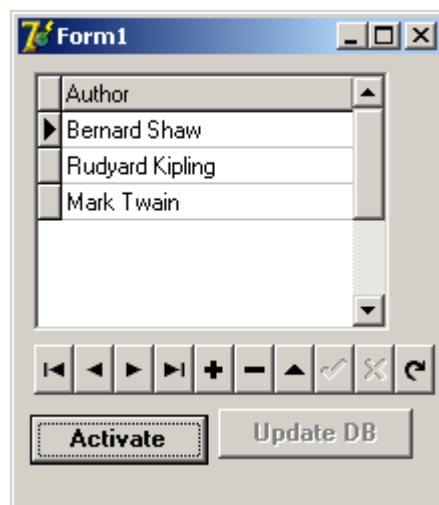 Form1
Author
Bernard Shaw
Rudyard Kipling
Mark Twain
Activate
Update DB